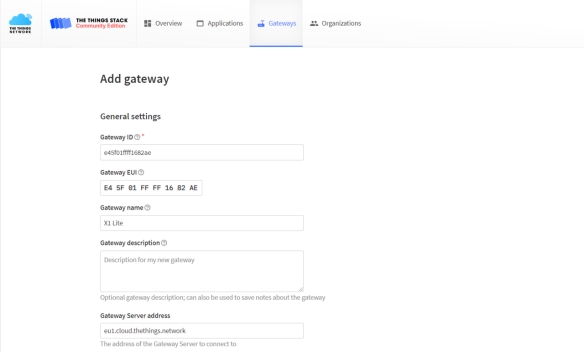 THE THINGS NETWORK
THE THINGS STACK
Community Edition
Overview
Applications
Gateways
Organizations
Add gateway
General settings
Gateway ID *
e45f01ffff1682ae
Gateway EUI
E4 5F 01 FF FF 16 82 AE
Gateway name
X1 Lite
Gateway description
Description for my new gateway
Optional gateway description; can also be used to save notes about the gateway
Gateway Server address
eu1.cloud.thethings.network
The address of the Gateway Server to connect to